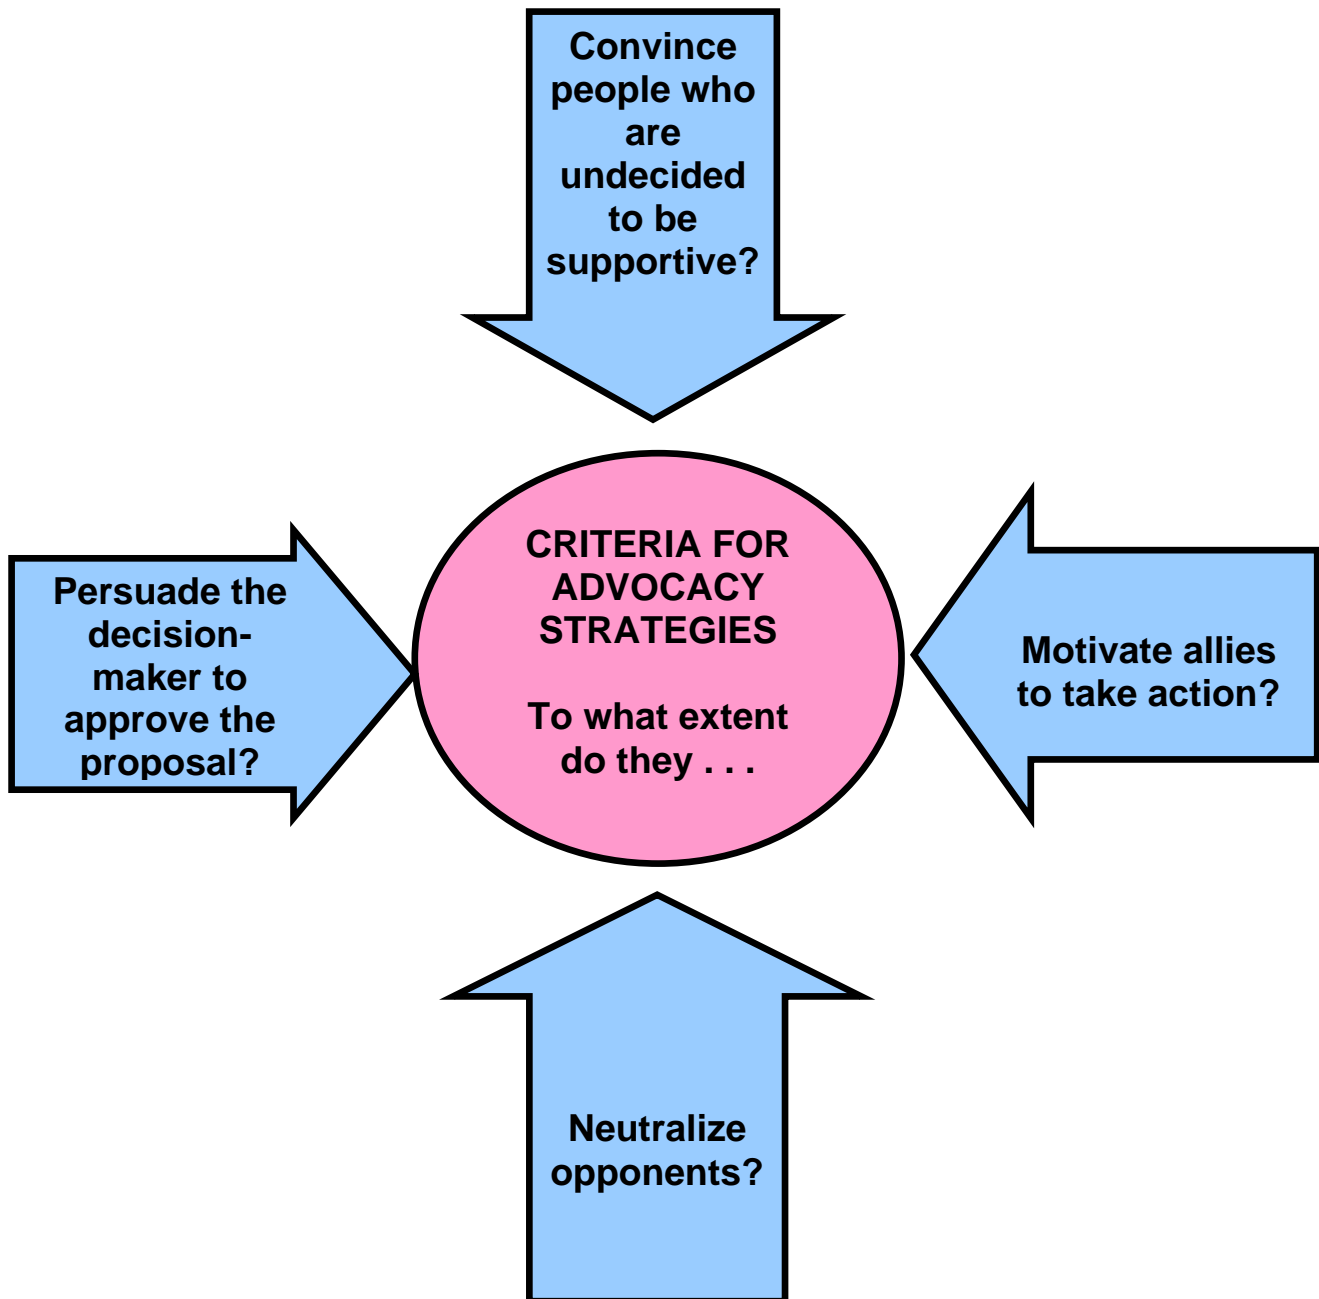 Convince
people who
are
undecided
to be
supportive?
CRITERIA FOR
ADVOCACY
STRATEGIES
To what extent
do they . . .
Persuade the
decision-
maker to
approve the
proposal?
Motivate allies
to take action?
Neutralize
opponents?